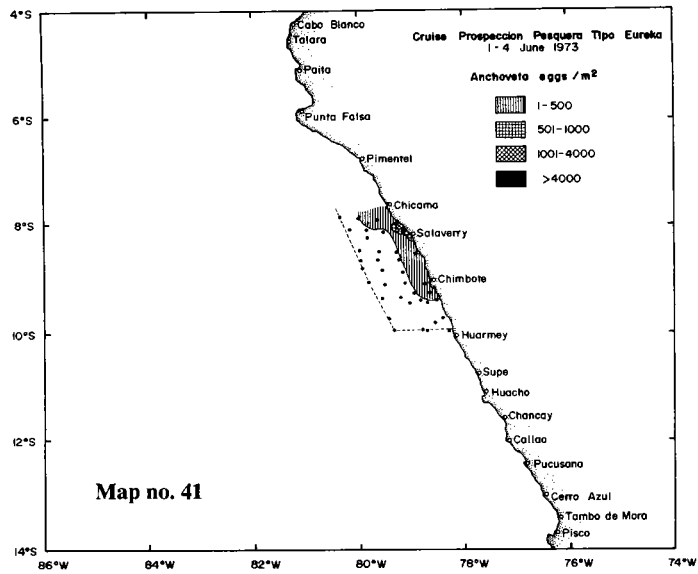 4°S
6°S
8°S
10°S
12°S
14°S
86°W
84°W
82°W
80°W
78°W
76°W
74°W
Cruise Prospeccion Pesquera Tipo Eureka
1-4 June 1973
Anchoveta eggs/m²
1-500
501-1000
1001-4000
>4000
Cabo Blanco
Talara
Paita
Punta Falsa
Pimentel
Chicama
Salaverry
Chimbote
Huarmey
Supe
Huacho
Chancay
Callao
Pucusana
Cerro Azul
Tambo de Mora
Pisco
Map no. 41